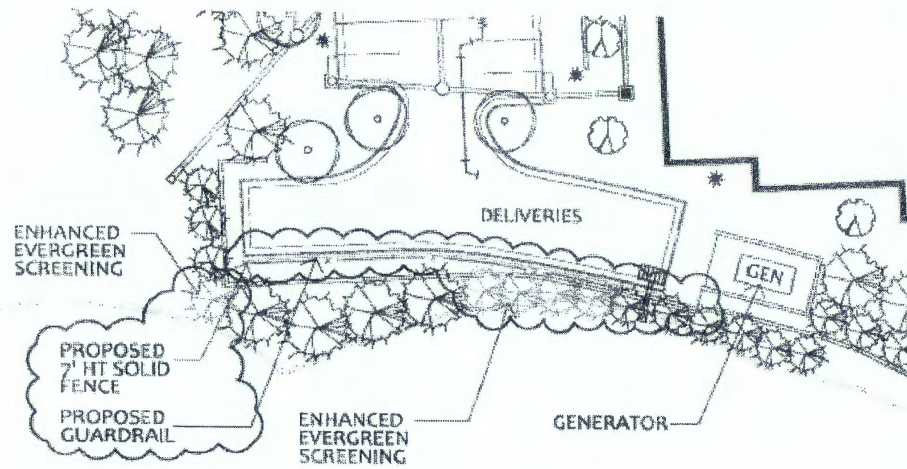 DELIVERIES
ENHANCED
EVERGREEN
SCREENING
GEN
PROPOSED
7' HT SOLID
FENCE
PROPOSED
GUARDRAIL
ENHANCED
EVERGREEN
SCREENING
GENERATOR